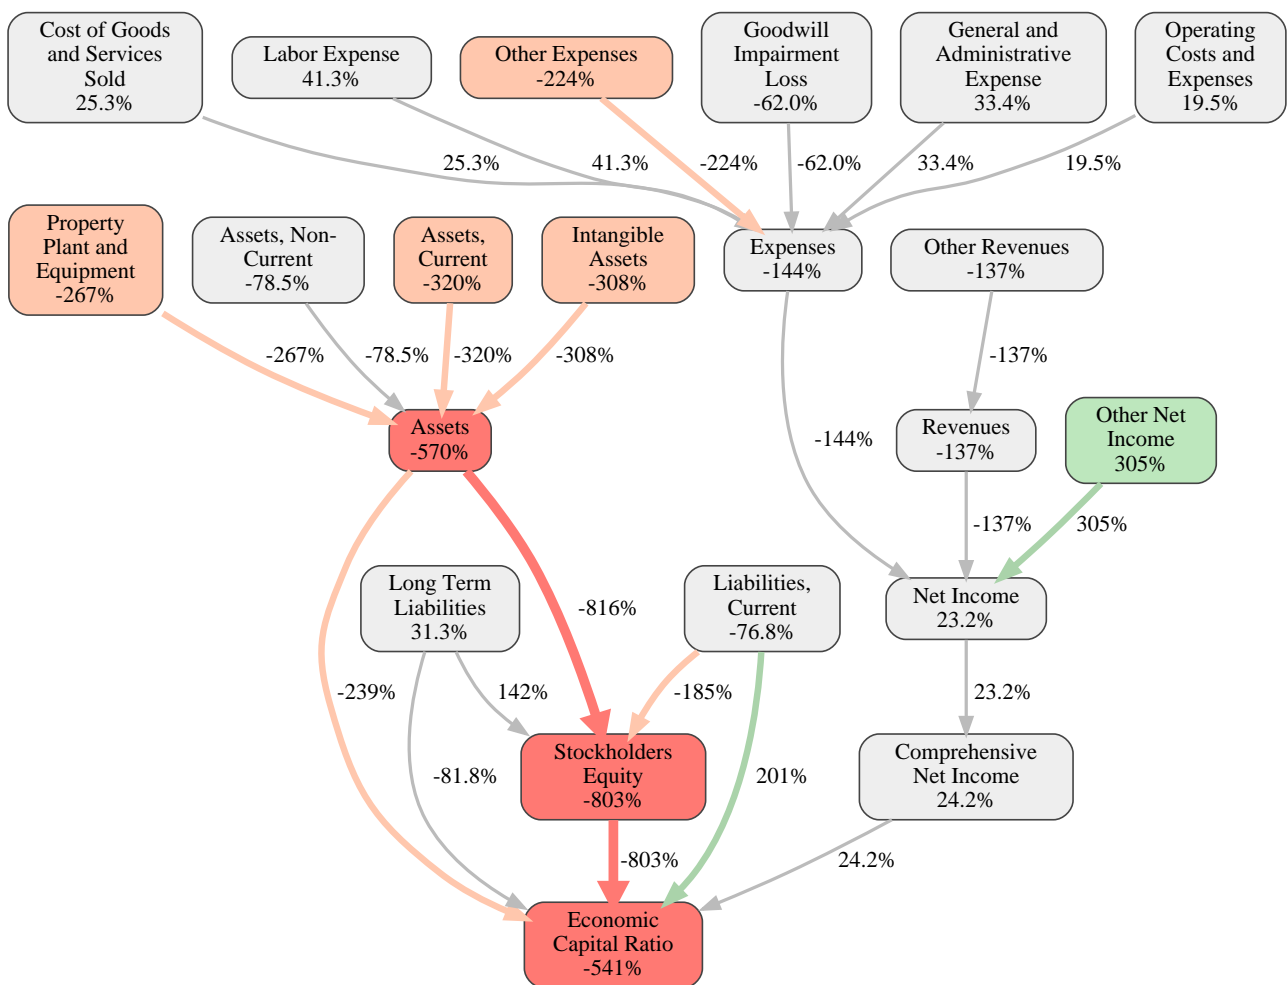 Cost of Goods
and Services
Sold
25.3%
Labor Expense
41.3%
Other Expenses
-224%
Goodwill
Impairment
Loss
-62.0%
General and
Administrative
Expense
33.4%
Operating
Costs and
Expenses
19.5%
25.3%
41.3%
-224%
-62.0%
33.4%
19.5%
Property
Plant and
Equipment
-267%
Assets, Non-
Current
-78.5%
Assets,
Current
-320%
Intangible
Assets
-308%
Expenses
-144%
Other Revenues
-137%
-267%
-78.5%
-320%
-308%
-137%
Assets
-570%
-144%
Revenues
-137%
Other Net
Income
305%
-137%
305%
Long Term
Liabilities
31.3%
-816%
Liabilities,
Current
-76.8%
Net Income
23.2%
-239%
142%
-185%
23.2%
-81.8%
Stockholders
Equity
-803%
201%
Comprehensive
Net Income
24.2%
-803%
24.2%
Economic
Capital Ratio
-541%